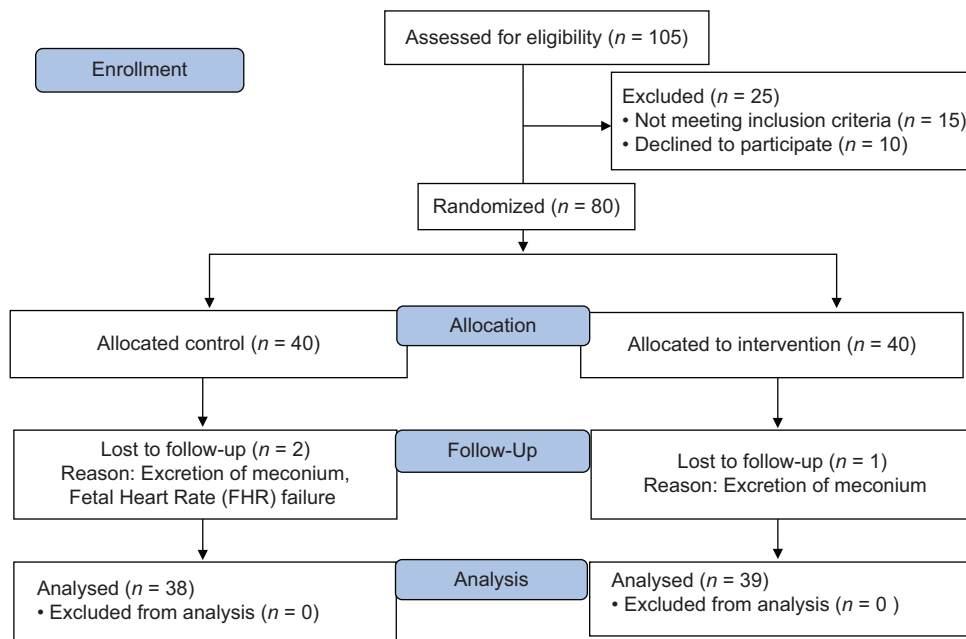 Assessed for eligibility (n = 105)
Enrollment
Excluded (n = 25)
• Not meeting inclusion criteria (n = 15)
• Declined to participate (n = 10)
Randomized (n = 80)
Allocation
Allocated control (n = 40)
Allocated to intervention (n = 40)
Follow-Up
Lost to follow-up (n = 2)
Reason: Excretion of meconium,
Fetal Heart Rate (FHR) failure
Lost to follow-up (n = 1)
Reason: Excretion of meconium
Analysis
Analysed (n = 38)
• Excluded from analysis (n = 0)
Analysed (n = 39)
• Excluded from analysis (n = 0 )